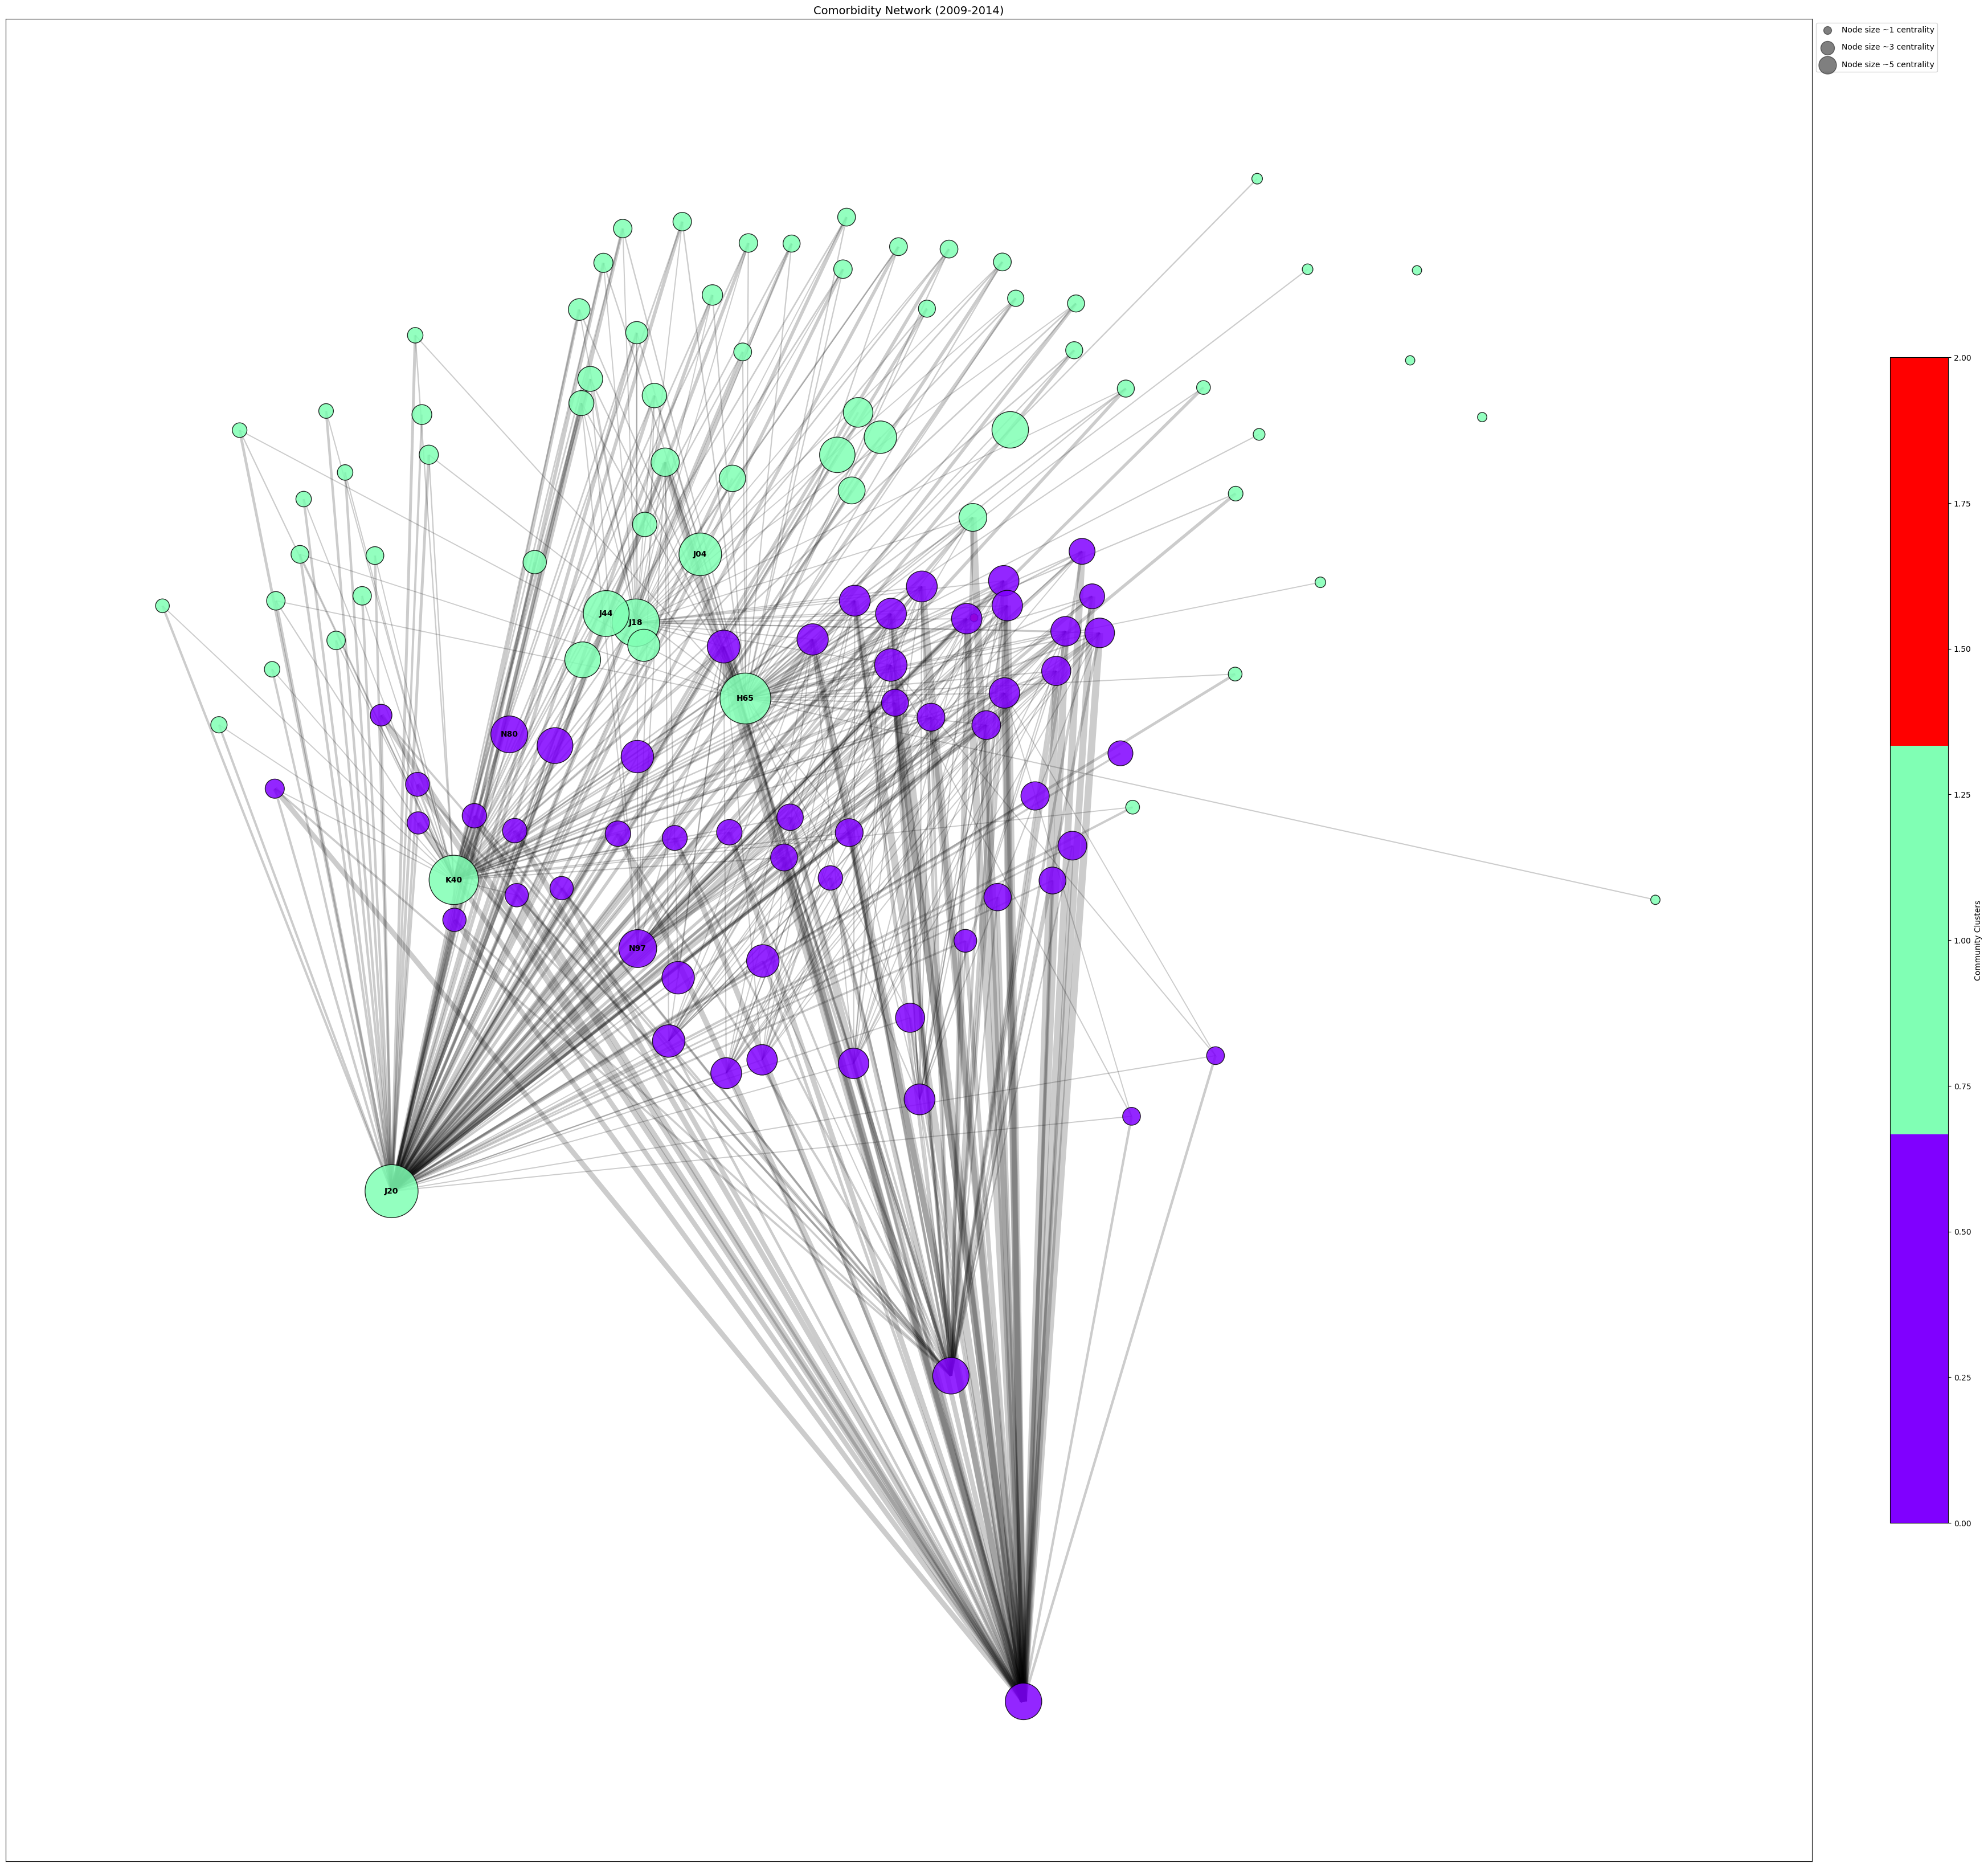 Comorbidity Network (2009-2014)
Node size ~1 centrality
Node size ~3 centrality
Node size ~5 centrality
2.00
1.75
1.50
1.25
1.00
0.75
0.50
0.25
0.00
Community Clusters
J04
J44
J18
H65
N80
K40
N97
J20